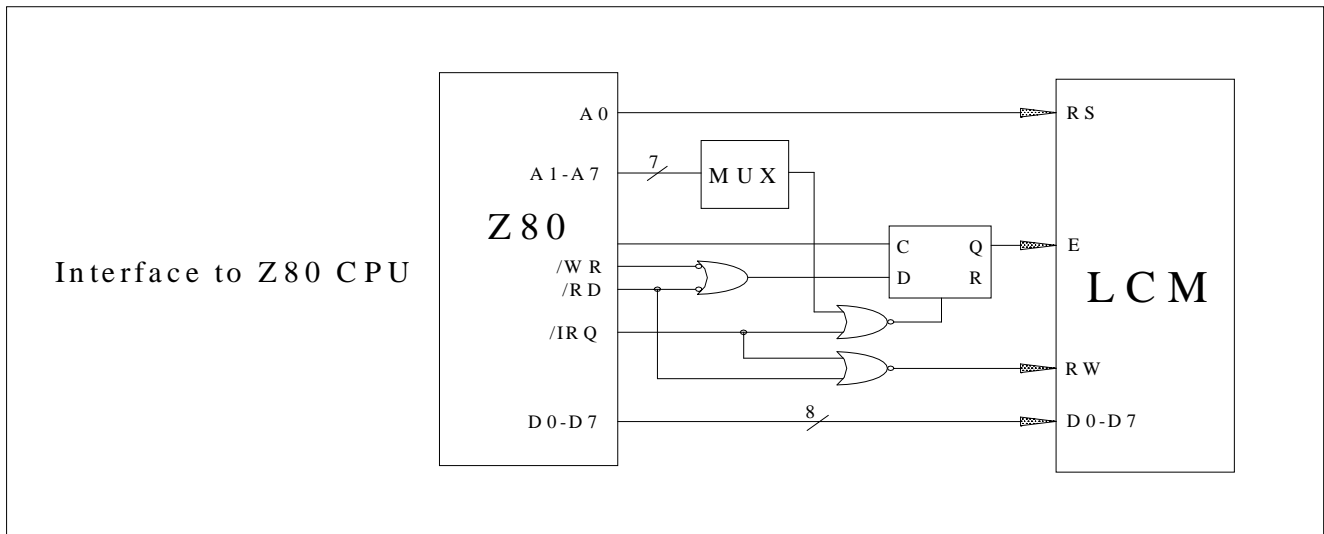 Interface to Z80 CPU
Z80
A0
A1-A7
/WR
/RD
/IRQ
D0-D7
7
MUX
C
Q
D
R
8
LCM
RS
E
RW
D0-D7